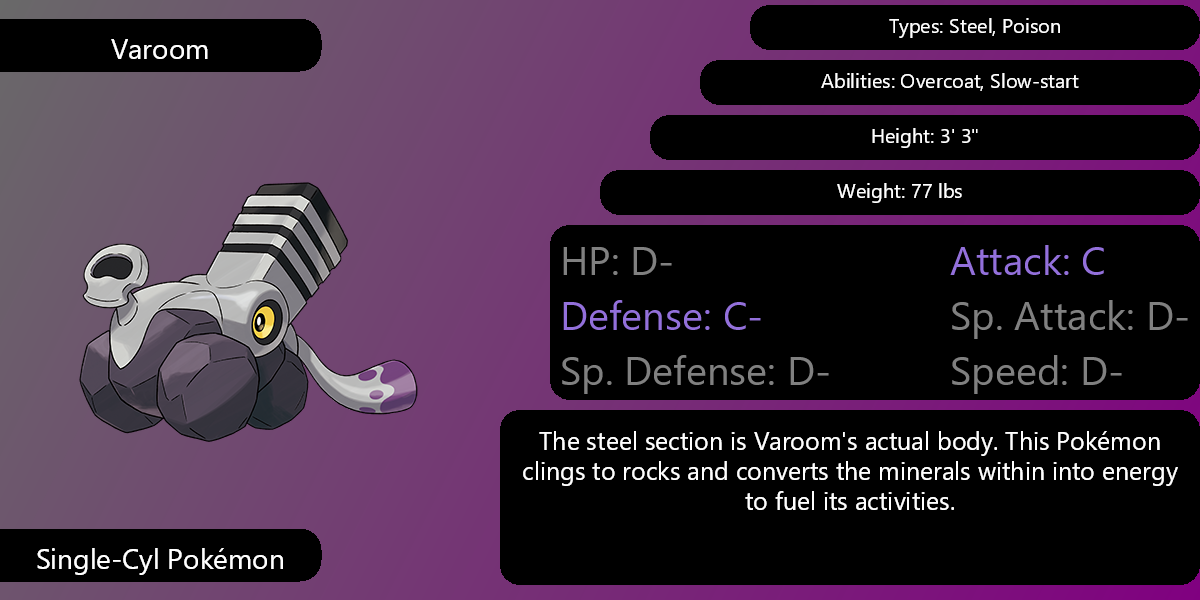 Varoom
Types: Steel, Poison
Abilities: Overcoat, Slow-start
Height: 3' 3"
Weight: 77 lbs
HP: D-
Attack: C
Defense: C-
Sp. Attack: D-
Sp. Defense: D-
Speed: D-
The steel section is Varoom's actual body. This Pokémon
clings to rocks and converts the minerals within into energy
to fuel its activities.
Single-Cyl Pokémon